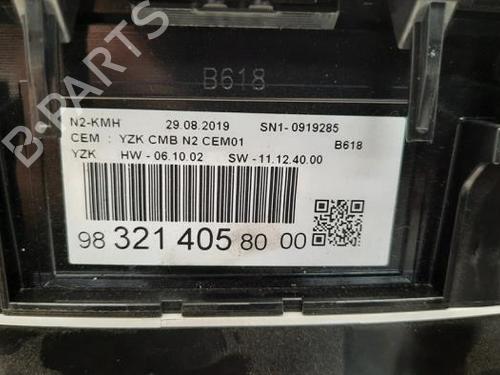 B-PARTS
B618
N2-KMH 29.08.2019 SN1- 0919285
CEM : YZK CMB N2 CEM01 B618
YZK HW - 06.10.02 SW - 11.12.40.00
98 321 405 80 00